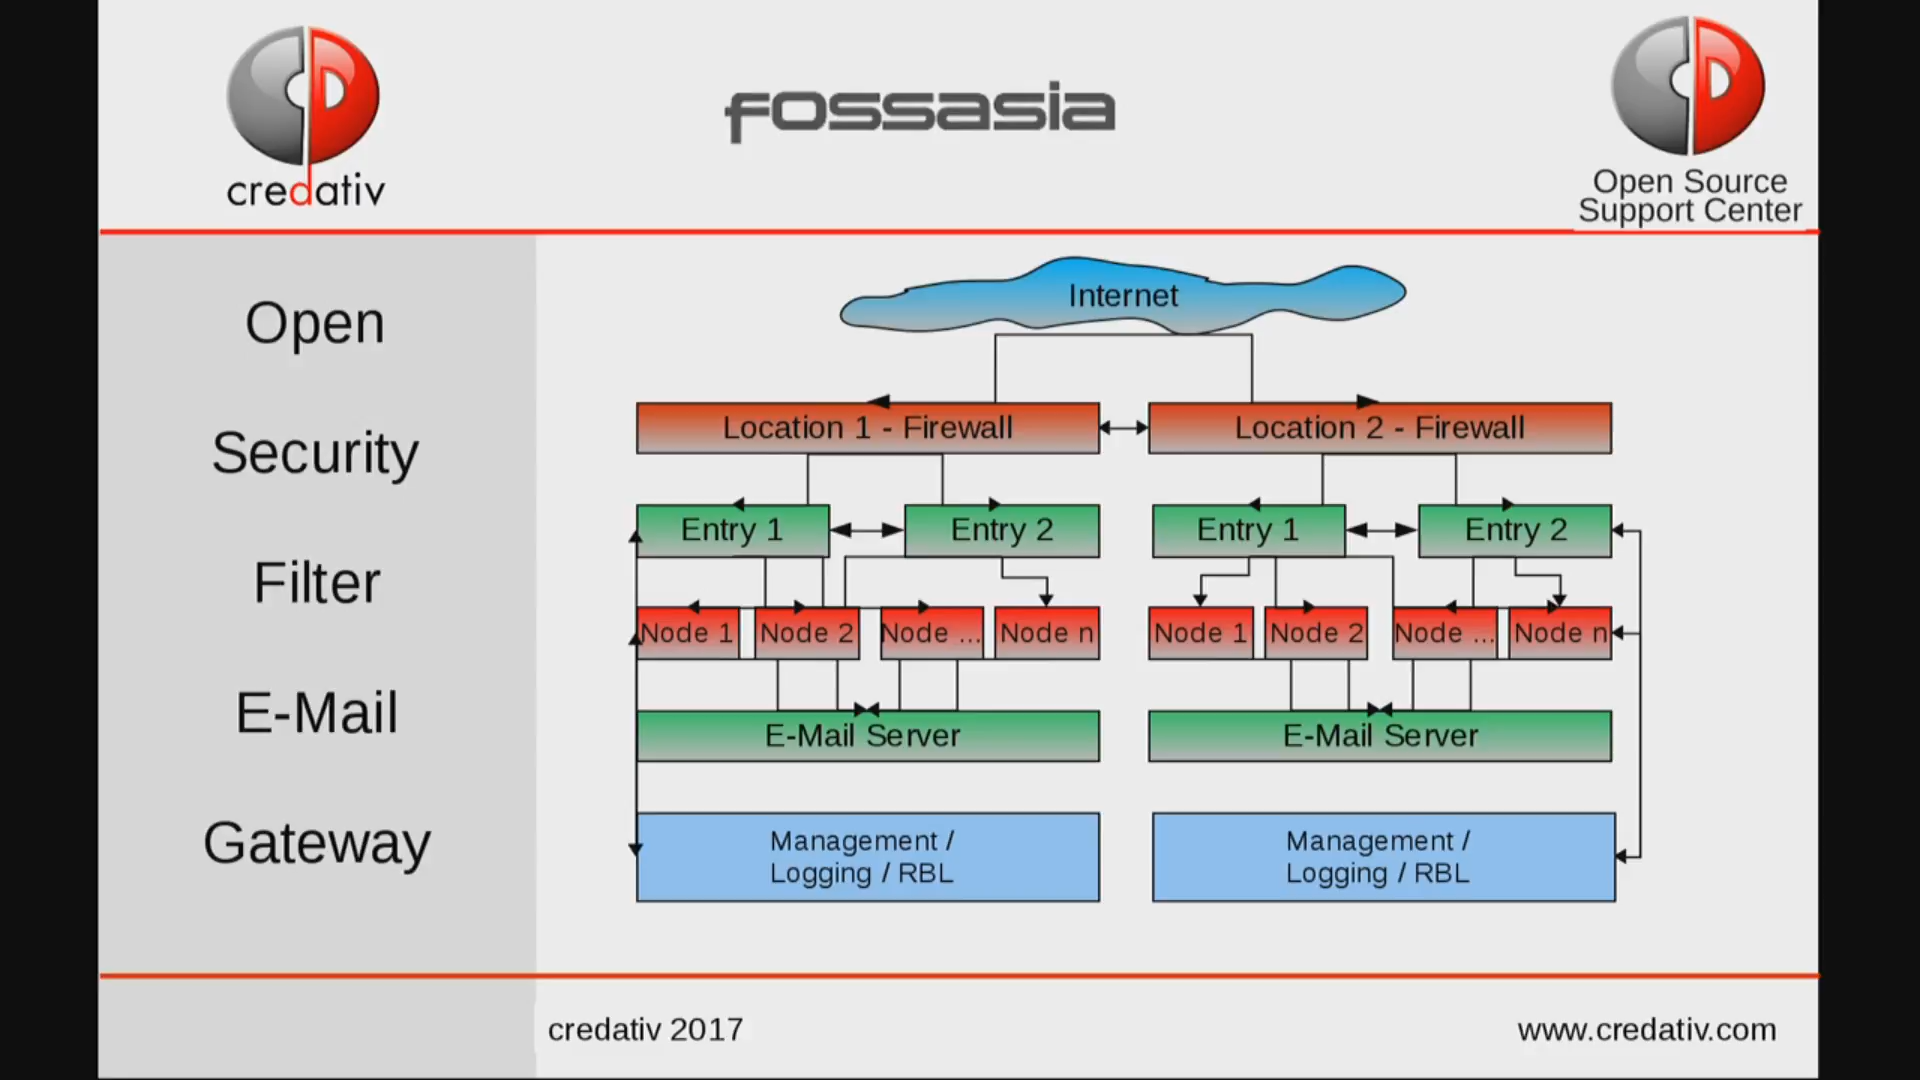 credativ
fossasia
Open Source
Support Center
Open
Security
Filter
E-Mail
Gateway
Internet
Location 1 - Firewall
Location 2 - Firewall
Entry 1
Entry 2
Entry 1
Entry 2
Node 1
Node 2
Node ...
Node n
Node 1
Node 2
Node ...
Node n
E-Mail Server
E-Mail Server
Management /
Logging / RBL
Management /
Logging / RBL
credativ 2017
www.credativ.com